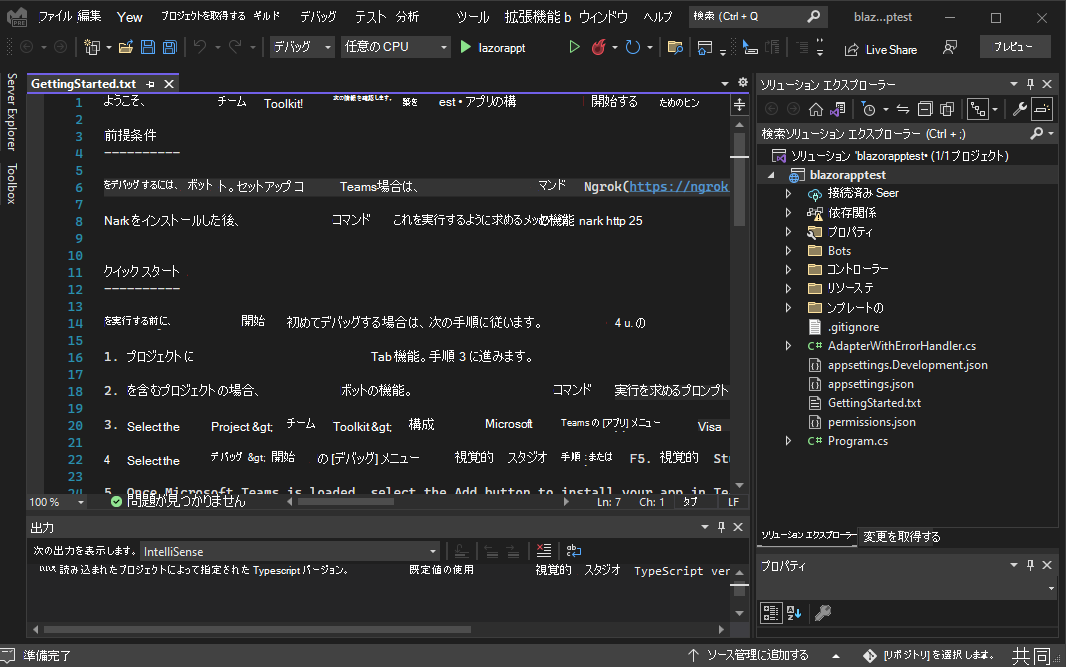 ファイル 編集 Yew プロジェクトを取得する ギルド デバッグ テスト 分析 ツール 拡張機能 b ウィンドウ ヘルプ 検索 (Ctrl + Q blaz...ptest
デバッグ 任意の CPU lazorappt Live Share プレビュー
Server Explorer
Toolbox
GettingStarted.txt
1 ようこそ、 チーム Toolkit! 次の情報を確認します。 築を est • アプリの構 開始する ためのヒン
2
3 前提条件
4 -----------
5
6 をデバッグするには、 ボット ト。セットアップ コ Teams場合は、 マンド Ngrok(https://ngrok
7
8 Narkをインストールした後、 コマンド これを実行するように求めるメッ 機能 nark http 25
9
10
11 クイック スタート
12 -----------
13
14 を実行する前に、 開始 初めてデバッグする場合は、次の手順に従います。 4 u. の
15
16 1. プロジェクトに Tab機能。手順 3 に進みます。
17
18 2. を含むプロジェクトの場合、 ボットの機能。 コマンド 実行を求めるプロンプト
19
20 3. Select the Project &gt; チーム Toolkit &gt; 構成 Microsoft Teams の [アプリ] メニュー Visa
21
22 4 Select the デバッグ &gt; 開始 の [デバッグ] メニュー 視覚的 スタジオ 手順 : または F5. 視覚的 St
23
24 5. Once Microsoft Teams is loaded, select the Add button to install your app in Te
100 % 問題が見つかりません Ln: 7 Ch: 1 タブ LF
出力
次の出力を表示します。 IntelliSense
読み込まれたプロジェクトによって指定された Typescript バージョン。 既定値の使用 視覚的 スタジオ TypeScript ver
ソリューション エクスプローラー
検索ソリューション エクスプローラー (Ctrl + ;)
ソリューション 'blazorapptest• (1/1 プロジェクト)
blazorapptest
接続済み Seer
依存関係
プロパティ
Bots
コントローラー
リソース テ
ンプレートの
.gitignore
AdapterWithErrorHandler.cs
appsettings.Development.json
appsettings.json
GettingStarted.txt
permissions.json
Program.cs
ソリューション エクスプローラー 変更を取得する
プロパティ
準備完了 ソース管理に追加する [リポジトリ] を選択します。 共同